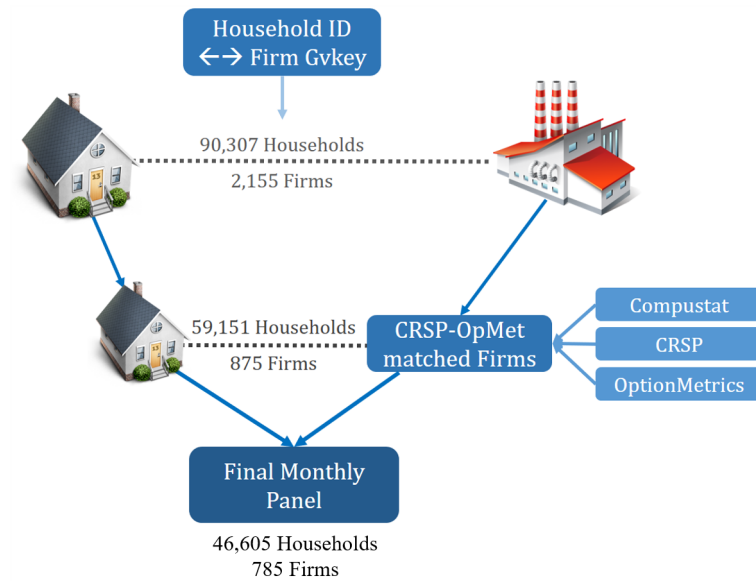 Household ID
←→ Firm Gvkey
90,307 Households
2,155 Firms
59,151 Households
875 Firms
CRSP-OpMet
matched Firms
Compustat
CRSP
OptionMetrics
Final Monthly
Panel
46,605 Households
785 Firms